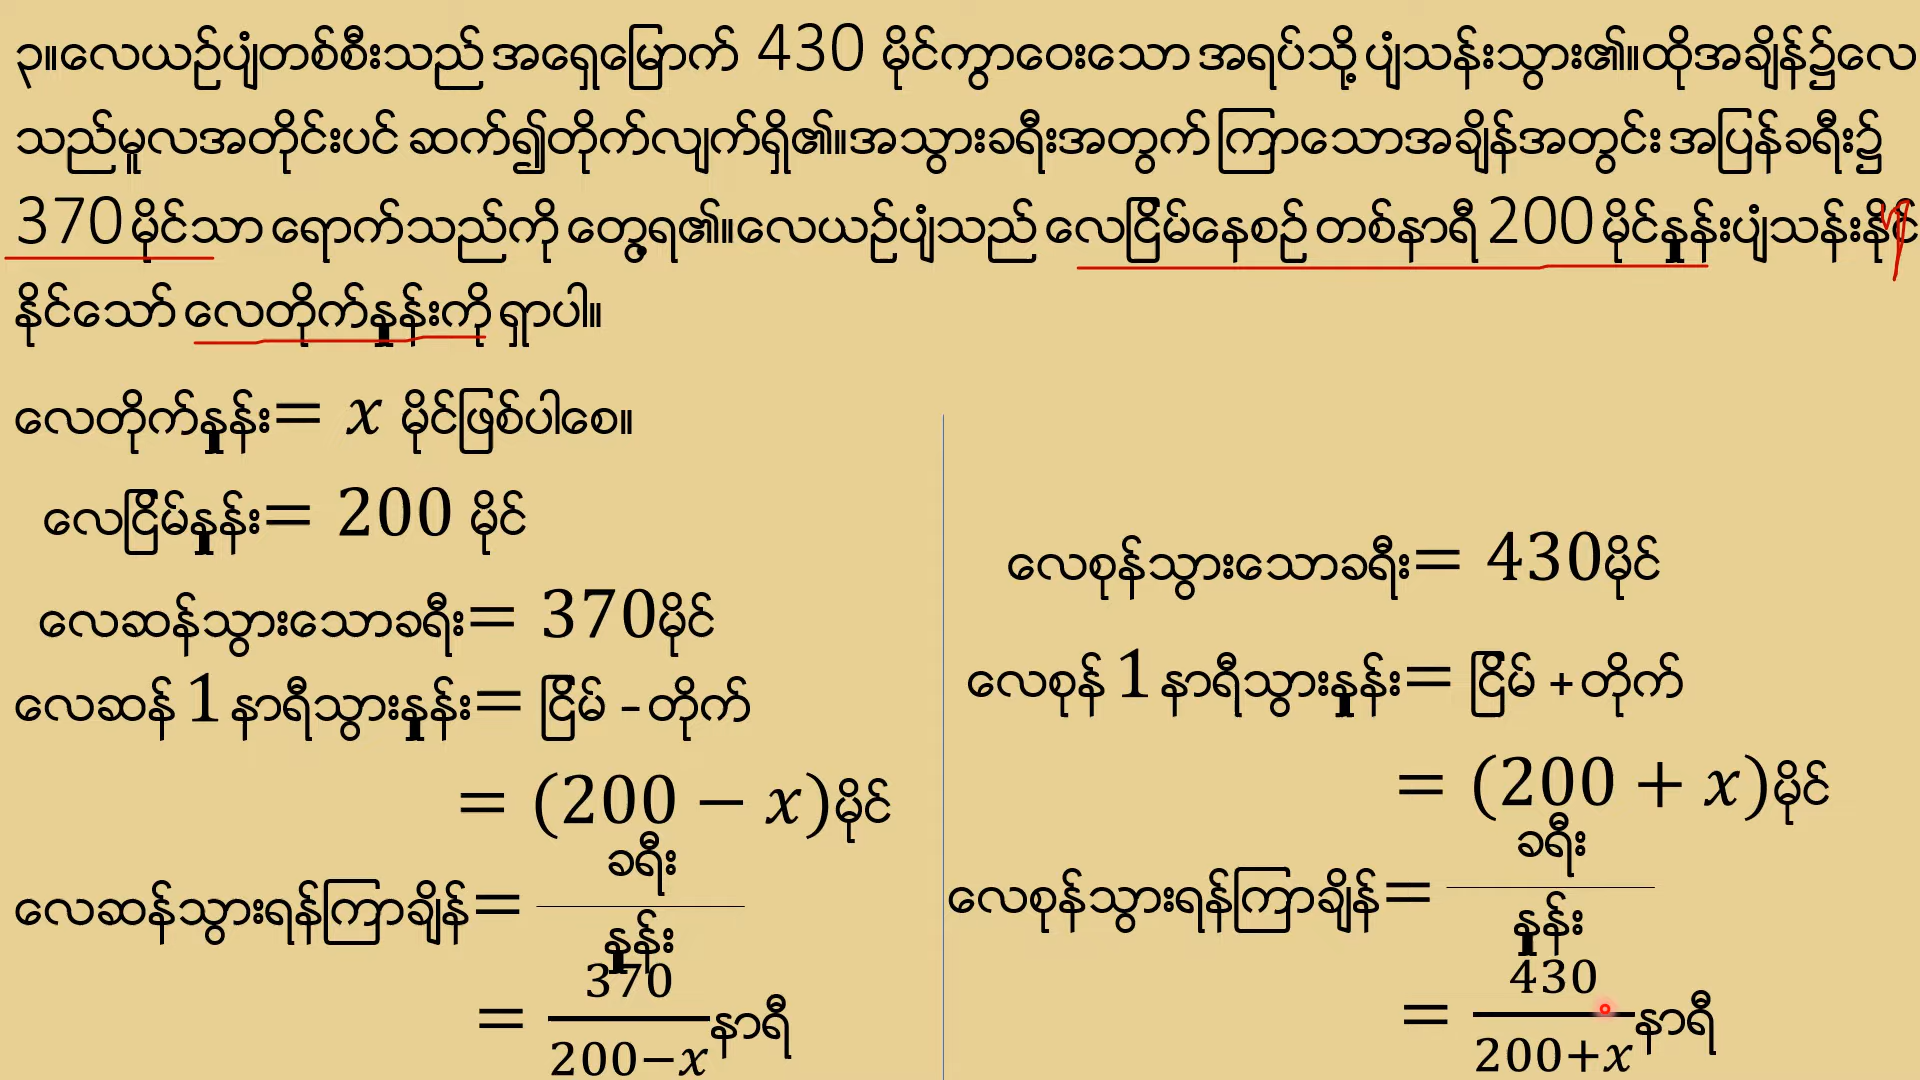 ၃။လေယဉ်ပျံတစ်စီးသည် အရှေ့မြောက် 430 မိုင်ကွာဝေးသော အရပ်သို့ ပျံသန်းသွား၏။ထိုအချိန်၌လေ
သည်မူလအတိုင်းပင် ဆက်၍တိုက်လျက်ရှိ၏။အသွားခရီးအတွက် ကြာသောအချိန်အတွင်း အပြန်ခရီး၌
370 မိုင်သာ ရောက်သည်ကို တွေ့ရ၏။လေယဉ်ပျံသည် လေငြိမ်နေစဉ် တစ်နာရီ 200 မိုင်နှုန်းပျံသန်းနိုင်
နိုင်သော် လေတိုက်နှုန်းကို ရှာပါ။
လေတိုက်နှုန်း= x မိုင်ဖြစ်ပါစေ။
လေငြိမ်နှုန်း= 200 မိုင်
လေဆန်သွားသောခရီး= 370မိုင်
လေဆန် 1 နာရီသွားနှုန်း= ငြိမ် - တိုက်
= (200 − x)မိုင်
လေဆန်သွားရန်ကြာချိန်= ခရီး/နှုန်း
= 370/200−x နာရီ
လေစုန်သွားသောခရီး= 430မိုင်
လေစုန် 1 နာရီသွားနှုန်း= ငြိမ် + တိုက်
= (200 + x)မိုင်
လေစုန်သွားရန်ကြာချိန်= ခရီး/နှုန်း
= 430/200+x နာရီ